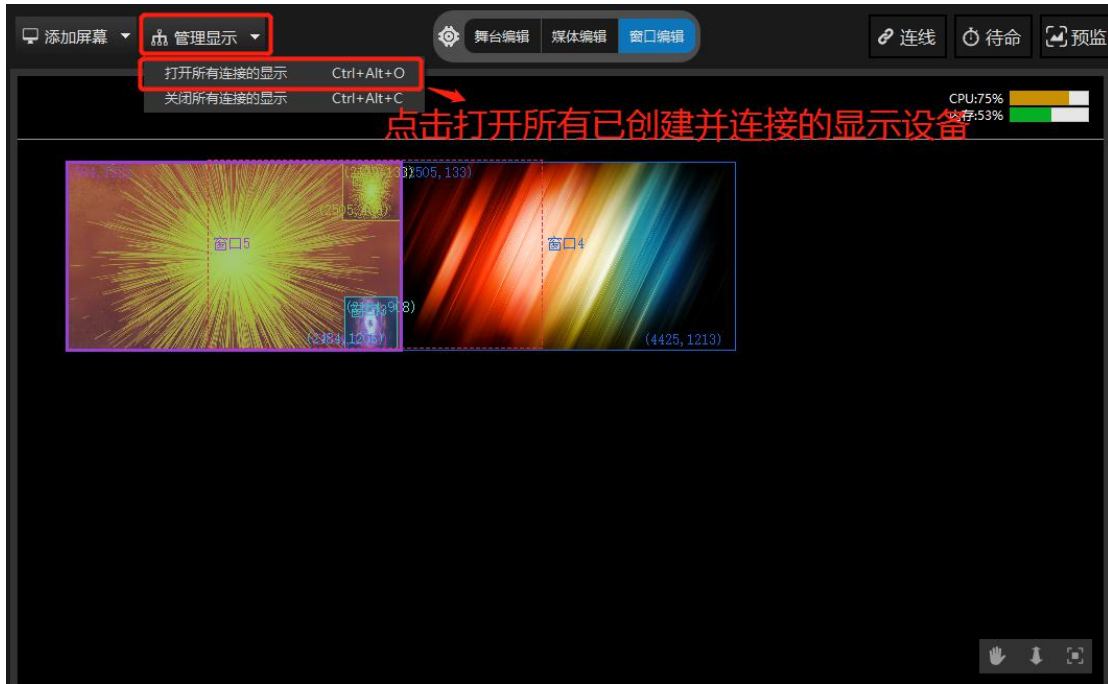 添加屏幕 管理显示 舞台编辑 媒体编辑 窗口编辑 连线 待命 预监
打开所有连接的显示 Ctrl+Alt+O
关闭所有连接的显示 Ctrl+Alt+C
CPU:75%
内存:53%
点击打开所有已创建并连接的显示设备
2505, 133)
窗口5
窗口4
(4425, 1213)